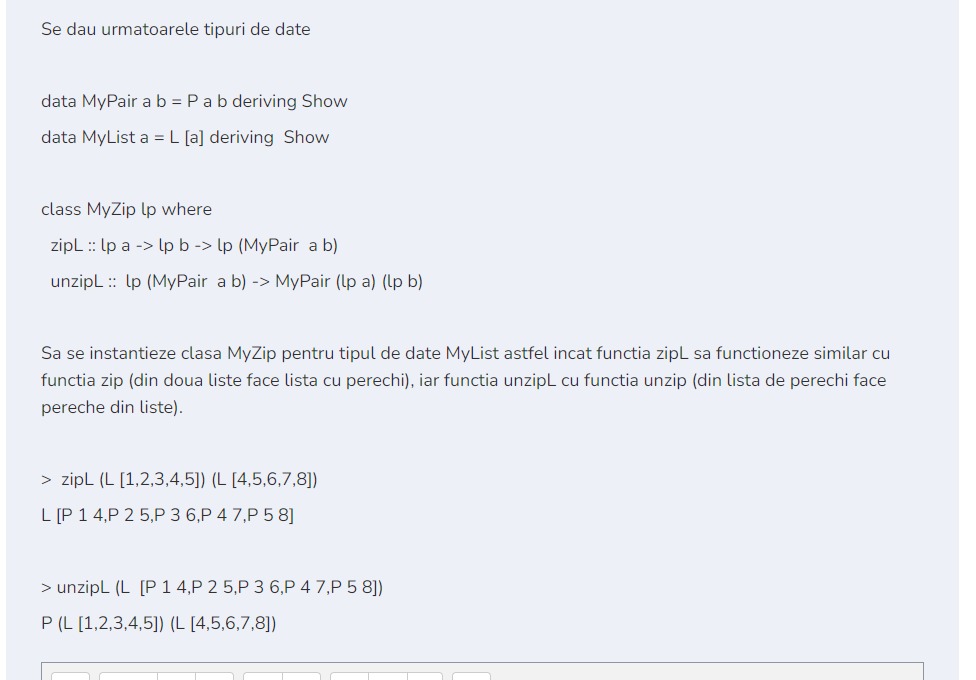 Se dau urmatoarele tipuri de date
data MyPair a b = P a b deriving Show
data MyList a = L [a] deriving  Show
class MyZip lp where
  zipL :: lp a -> lp b -> lp (MyPair  a b)
  unzipL ::  lp (MyPair  a b) -> MyPair (lp a) (lp b)
Sa se instantieze clasa MyZip pentru tipul de date MyList astfel incat functia zipL sa functioneze similar cu
functia zip (din doua liste face lista cu perechi), iar functia unzipL cu functia unzip (din lista de perechi face
pereche din liste).
>  zipL (L [1,2,3,4,5]) (L [4,5,6,7,8])
L [P 1 4,P 2 5,P 3 6,P 4 7,P 5 8]
> unzipL (L  [P 1 4,P 2 5,P 3 6,P 4 7,P 5 8])
P (L [1,2,3,4,5]) (L [4,5,6,7,8])